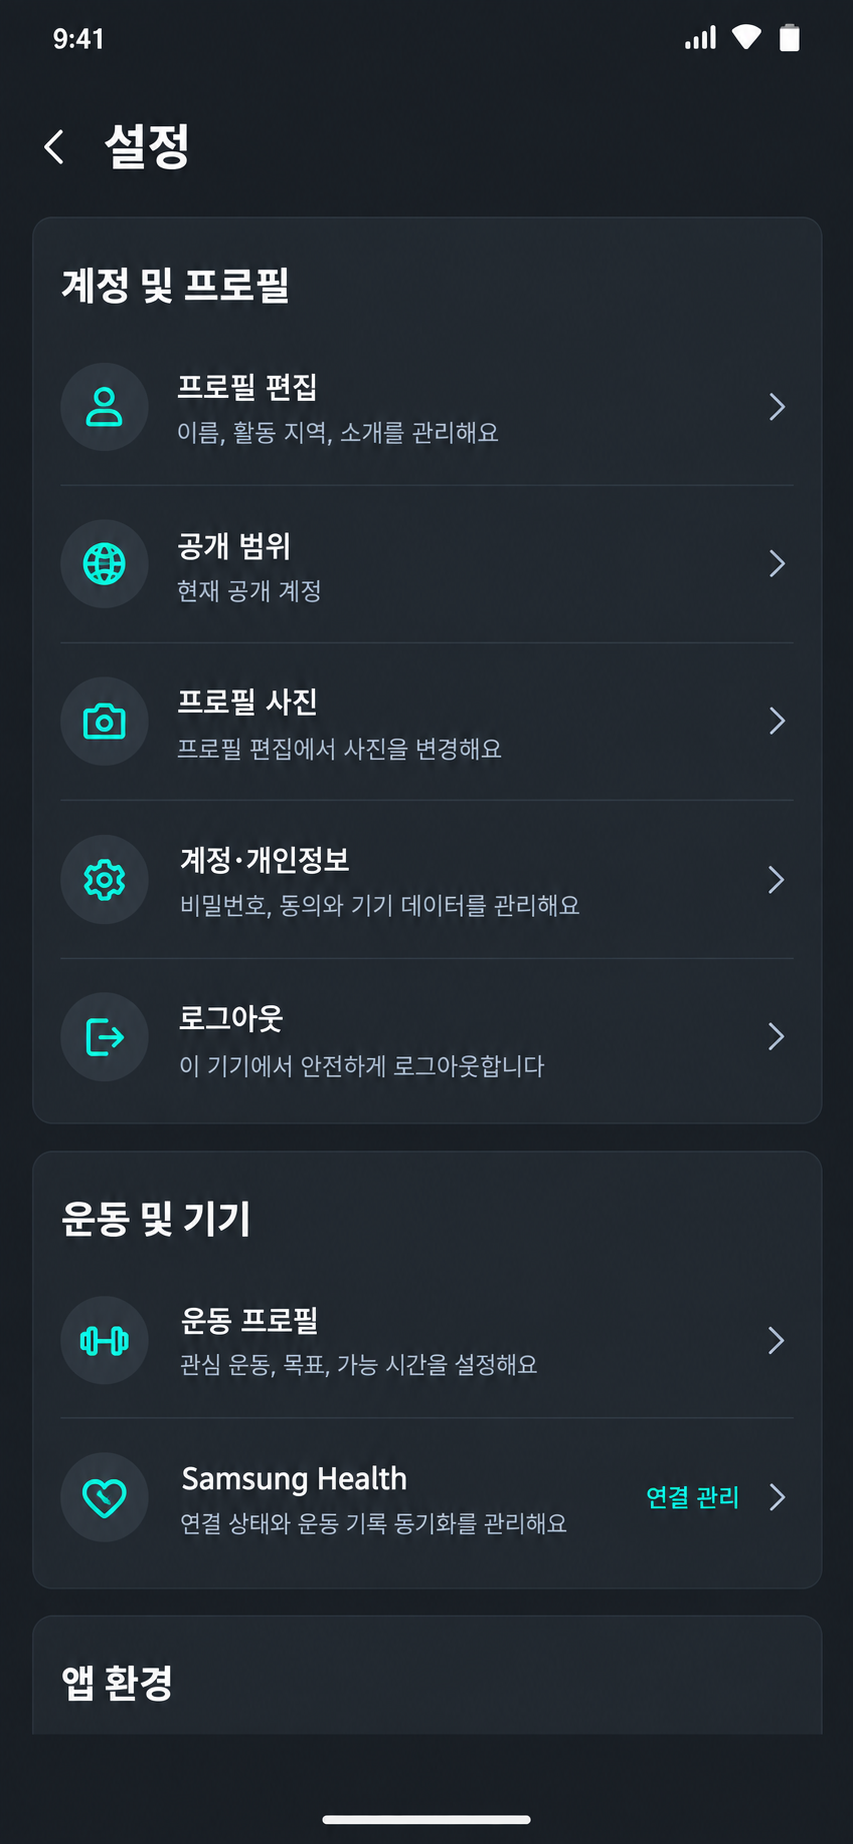 9:41
설정
계정 및 프로필
프로필 편집
이름, 활동 지역, 소개를 관리해요
공개 범위
현재 공개 계정
프로필 사진
프로필 편집에서 사진을 변경해요
계정·개인정보
비밀번호, 동의와 기기 데이터를 관리해요
로그아웃
이 기기에서 안전하게 로그아웃합니다
운동 및 기기
운동 프로필
관심 운동, 목표, 가능 시간을 설정해요
Samsung Health
연결 관리
연결 상태와 운동 기록 동기화를 관리해요
앱 환경